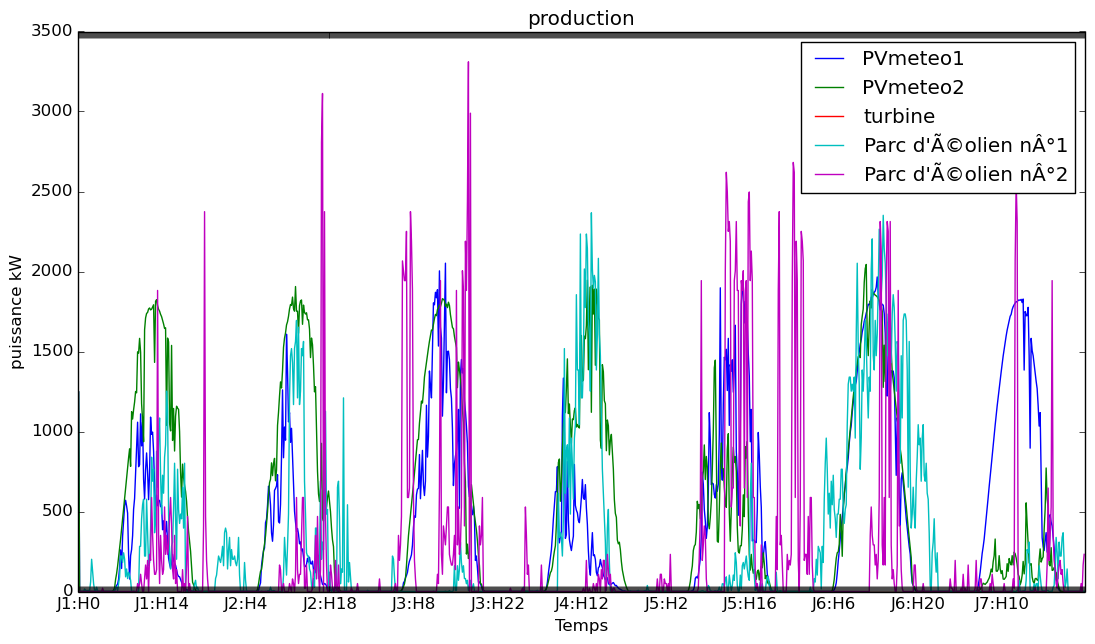 production
3500
3000
2500
2000
1500
1000
500
0
puissance kW
PVmeteo1
PVmeteo2
turbine
Parc d'Ã©olien nÂ°1
Parc d'Ã©olien nÂ°2
J1:H0 J1:H14 J2:H4 J2:H18 J3:H8 J3:H22 J4:H12 J5:H2 J5:H16 J6:H6 J6:H20 J7:H10
Temps